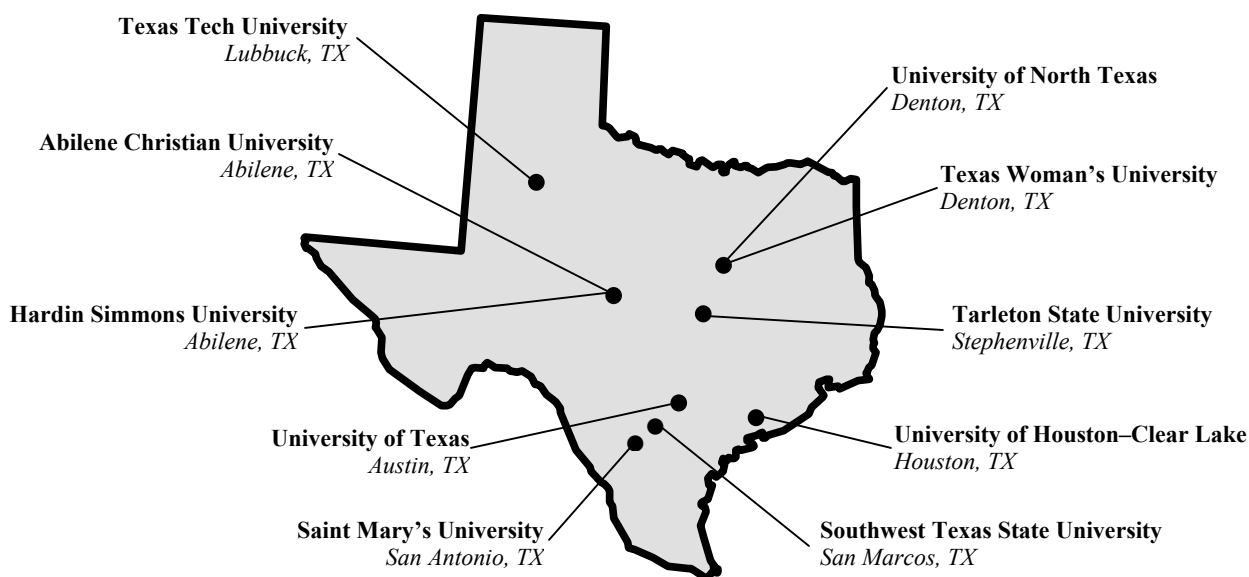 Texas Tech University
Lubbuck, TX
University of North Texas
Denton, TX
Abilene Christian University
Abilene, TX
Texas Woman’s University
Denton, TX
Hardin Simmons University
Abilene, TX
Tarleton State University
Stephenville, TX
University of Texas
Austin, TX
University of Houston–Clear Lake
Houston, TX
Saint Mary’s University
San Antonio, TX
Southwest Texas State University
San Marcos, TX